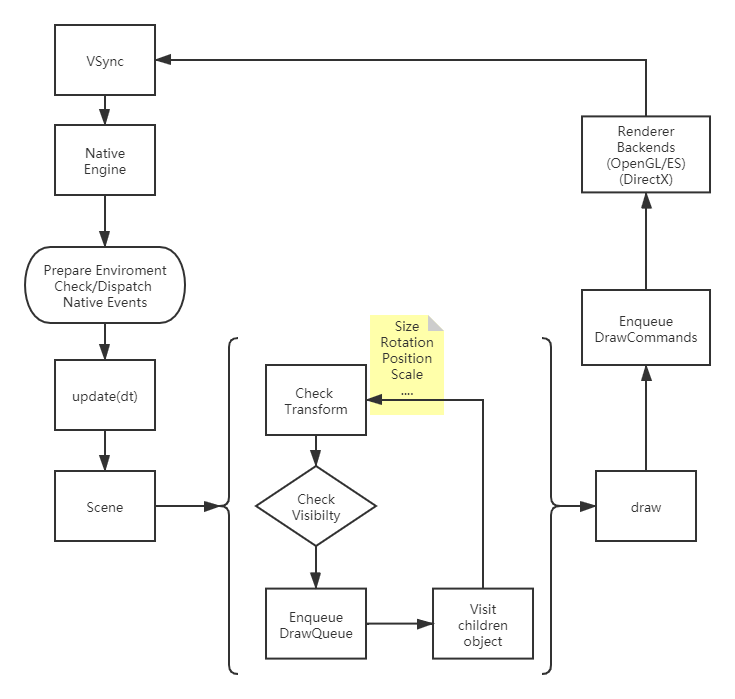 VSync
Native
Engine
Prepare Enviroment
Check/Dispatch
Native Events
update(dt)
Scene
Size
Rotation
Position
Scale
....
Check
Transform
Check
Visibilty
Enqueue
DrawQueue
Visit
children
object
draw
Enqueue
DrawCommands
Renderer
Backends
(OpenGL/ES)
(DirectX)